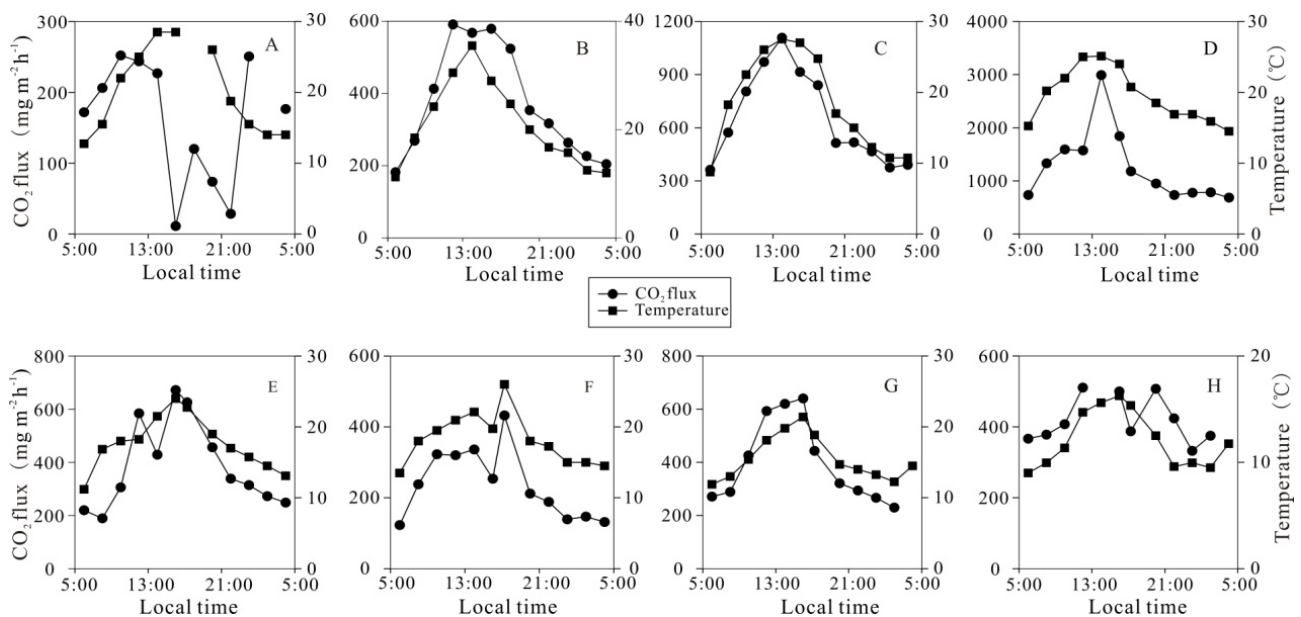 300 30 600 40 1200 30 4000 30
A B C D
CO₂ flux (mg m⁻² h⁻¹)
200 20 400 900 20 3000 20
20 600 2000
100 10 200 300 10 1000 10
0 0 0 0 0 0 0 0
Temperature (℃)
5:00 13:00 21:00 5:00 5:00 13:00 21:00 5:00 5:00 13:00 21:00 5:00 5:00 13:00 21:00 5:00
Local time Local time Local time Local time
CO₂ flux
Temperature
800 30 600 30 800 30 600 20
E F G H
CO₂ flux (mg m⁻² h⁻¹)
600 20 400 20 600 20 400
400 400 10
200 10 200 10 200 10 200
0 0 0 0 0 0 0 0
Temperature (℃)
5:00 13:00 21:00 5:00 5:00 13:00 21:00 5:00 5:00 13:00 21:00 5:00 5:00 13:00 21:00 5:00
Local time Local time Local time Local time